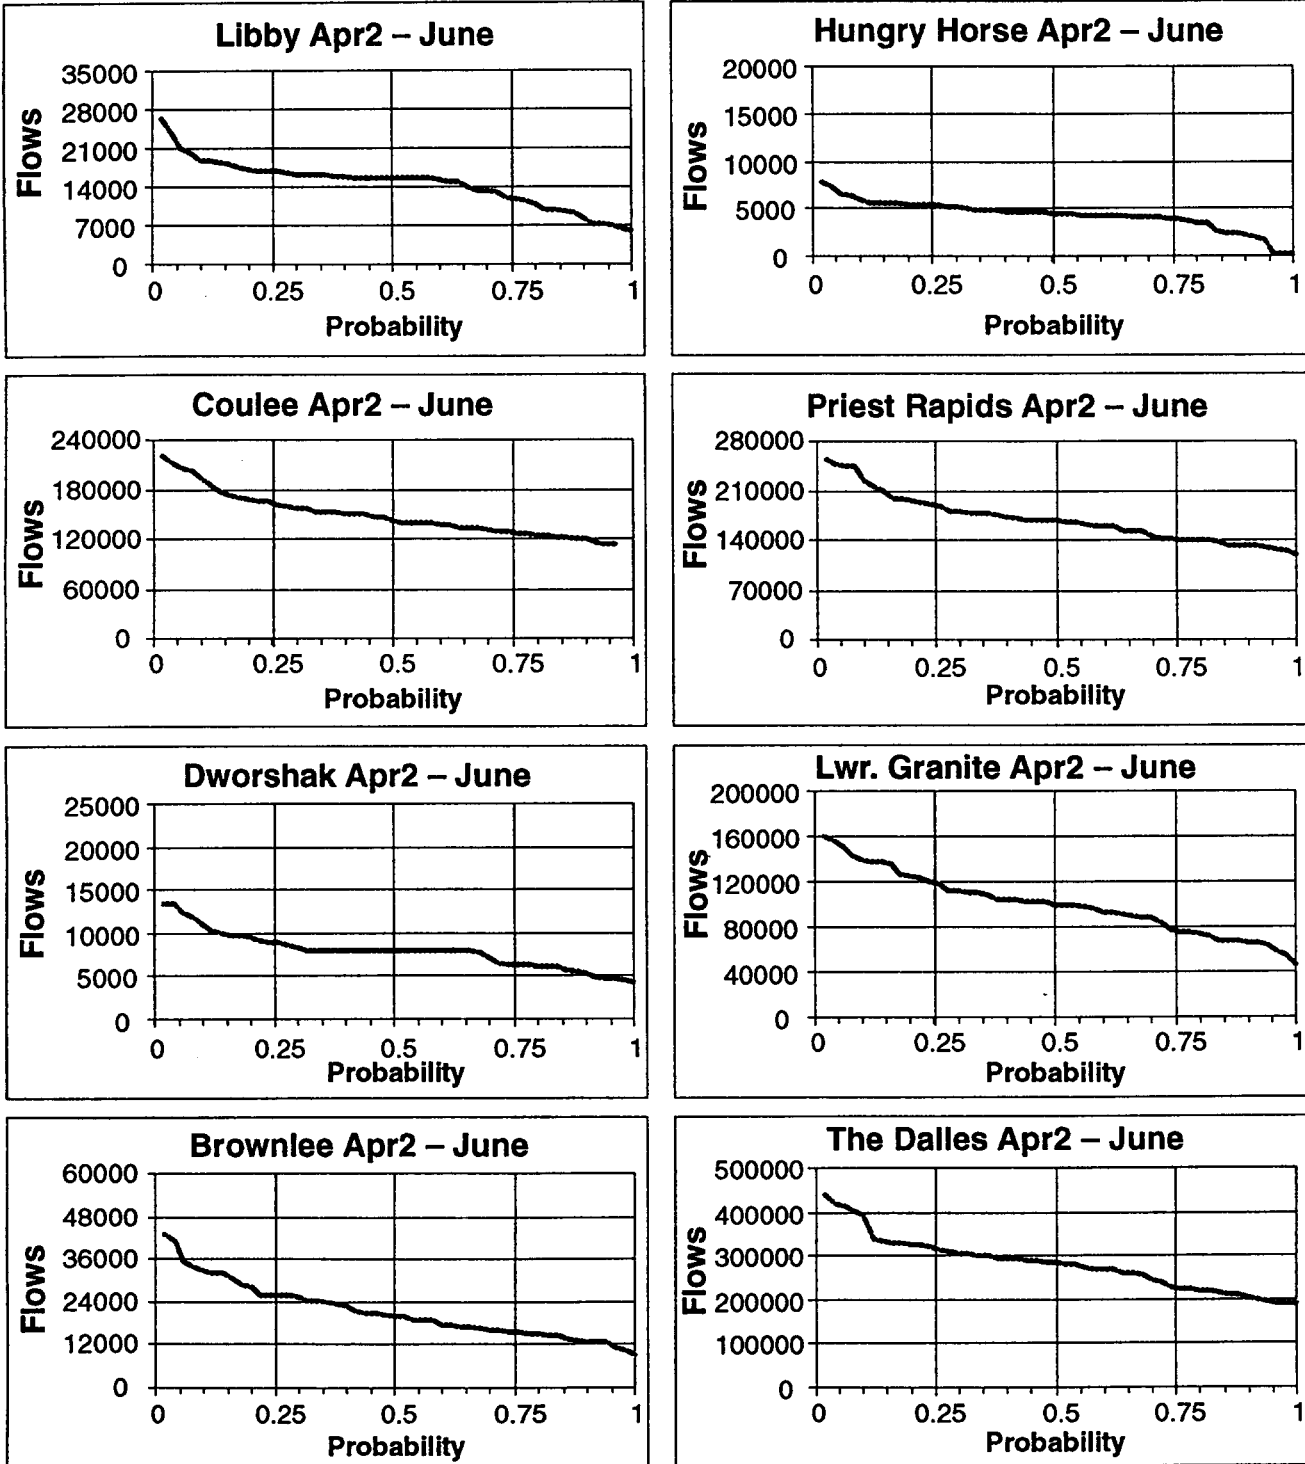 Libby Apr2 – June
35000
28000
21000
14000
7000
0
Flows
0 0.25 0.5 0.75 1
Probability
Hungry Horse Apr2 – June
20000
15000
10000
5000
0
Flows
0 0.25 0.5 0.75 1
Probability
Coulee Apr2 – June
240000
180000
120000
60000
0
Flows
0 0.25 0.5 0.75 1
Probability
Priest Rapids Apr2 – June
280000
210000
140000
70000
0
Flows
0 0.25 0.5 0.75 1
Probability
Dworshak Apr2 – June
25000
20000
15000
10000
5000
0
Flows
0 0.25 0.5 0.75 1
Probability
Lwr. Granite Apr2 – June
200000
160000
120000
80000
40000
0
Flows
0 0.25 0.5 0.75 1
Probability
Brownlee Apr2 – June
60000
48000
36000
24000
12000
0
Flows
0 0.25 0.5 0.75 1
Probability
The Dalles Apr2 – June
500000
400000
300000
200000
100000
0
Flows
0 0.25 0.5 0.75 1
Probability